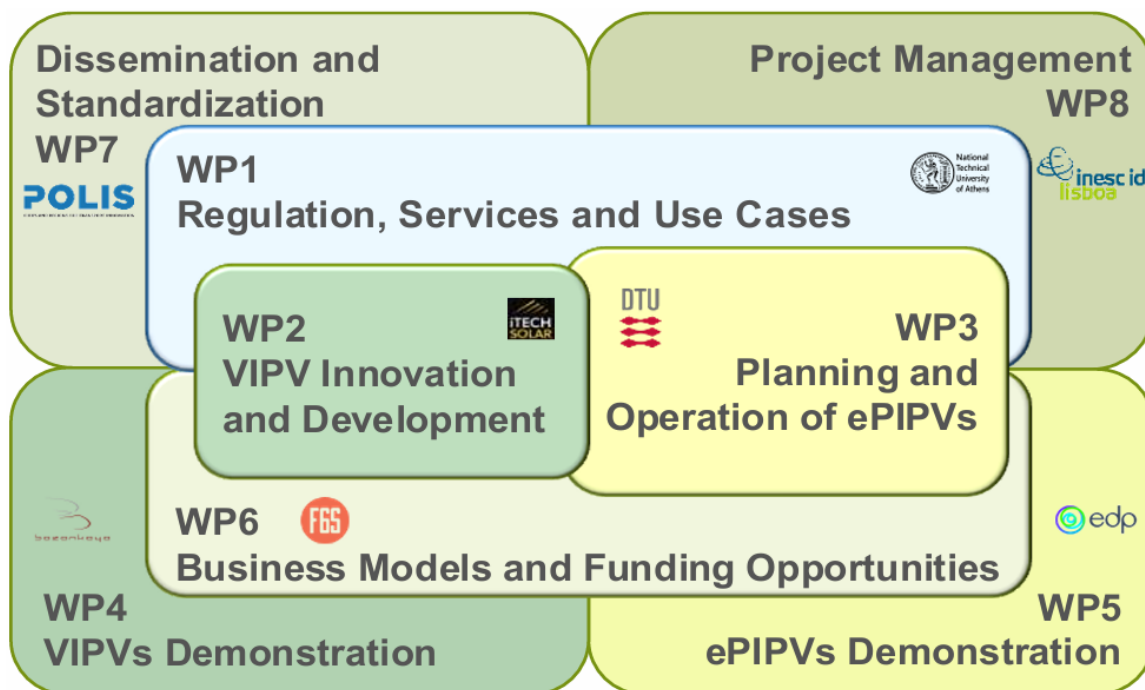 Dissemination and
Standardization
WP7
POLIS
Project Management
WP8
inesc id
lisboa
WP1
Regulation, Services and Use Cases
National
Technical
University
of Athens
WP2
VIPV Innovation
and Development
iTECH
SOLAR
DTU
WP3
Planning and
Operation of ePIPVs
WP6
F6S
Business Models and Funding Opportunities
bozankaya
WP4
VIPVs Demonstration
edp
WP5
ePIPVs Demonstration